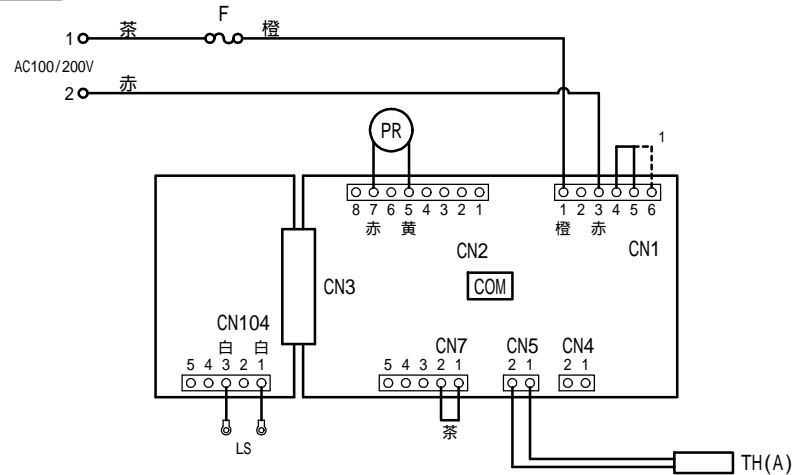 F
1 茶 橙
AC100/200V
2 赤
PR
1
8 7 6 5 4 3 2 1
1 2 3 4 5 6
赤 黄
橙 赤
CN2
CN1
CN3
COM
CN104
白 白
5 4 3 2 1
CN7
5 4 3 2 1
CN5
2 1
CN4
2 1
LS
茶
TH(A)